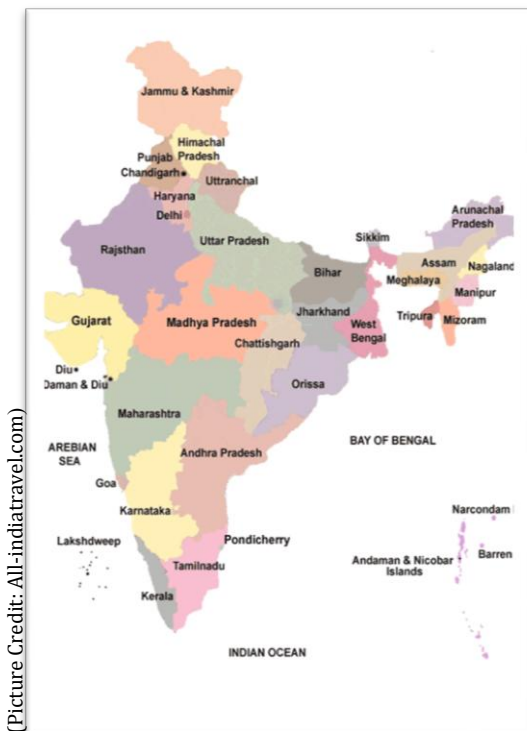 Jammu & Kashmir
Himachal
Pradesh
Punjab
Chandigarh
Uttranchal
Haryana
Delhi
Rajsthan
Uttar Pradesh
Sikkim
Arunachal
Pradesh
Assam
Nagaland
Meghalaya
Manipur
Bihar
Jharkhand
Tripura
Mizoram
West
Bengal
Gujarat
Madhya Pradesh
Chattishgarh
Diu
Daman & Diu
Orissa
Maharashtra
AREBIAN
SEA
BAY OF BENGAL
Andhra Pradesh
Goa
Karnataka
Narcondam
Lakshdweep
Pondicherry
Andaman & Nicobar
Islands
Barren
Tamilnadu
Kerala
INDIAN OCEAN
(Picture Credit: All-indiatravel.com)